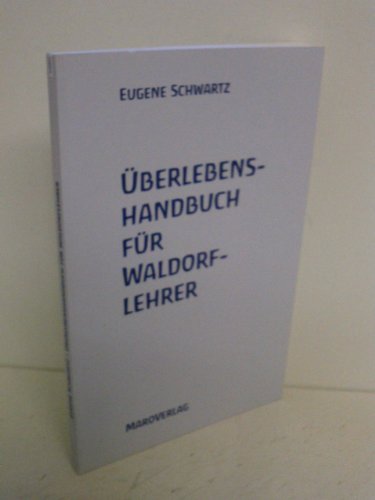 EUGENE SCHWARTZ
ÜBERLEBENS-
HANDBUCH
FÜR
WALDORF-
LEHRER
MAROVERLAG